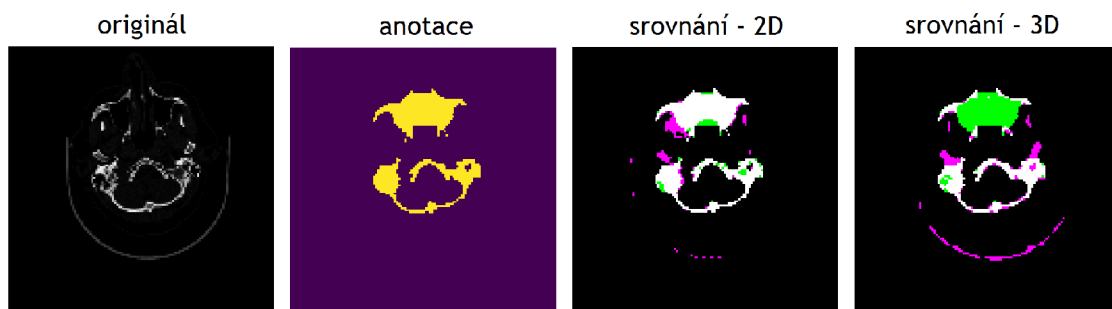 originál
anotace
srovnání - 2D
srovnání - 3D